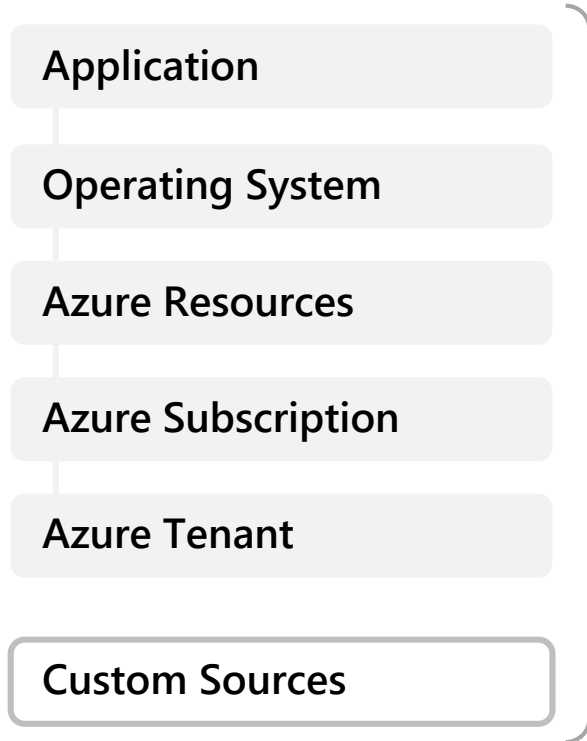 Application
Operating System
Azure Resources
Azure Subscription
Azure Tenant
Custom Sources